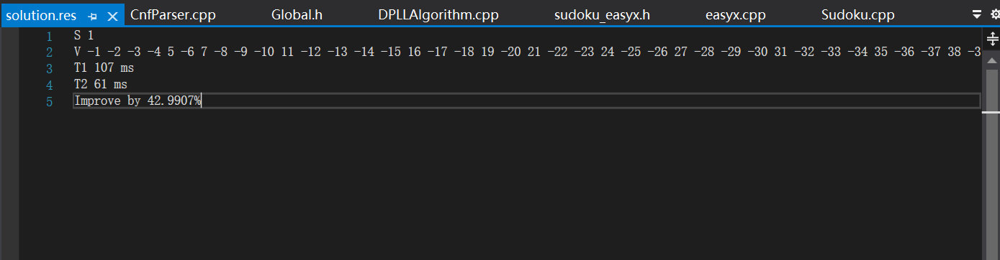 solution.res CnfParser.cpp Global.h DPLLAlgorithm.cpp sudoku_easyx.h easyx.cpp Sudoku.cpp
1 S 1
2 V -1 -2 -3 -4 5 -6 7 -8 -9 -10 11 -12 -13 -14 -15 16 -17 -18 19 -20 21 -22 -23 24 -25 -26 27 -28 -29 -30 31 -32 -33 -34 35 -36 -37 38 -3
3 T1 107 ms
4 T2 61 ms
5 Improve by 42.9907%